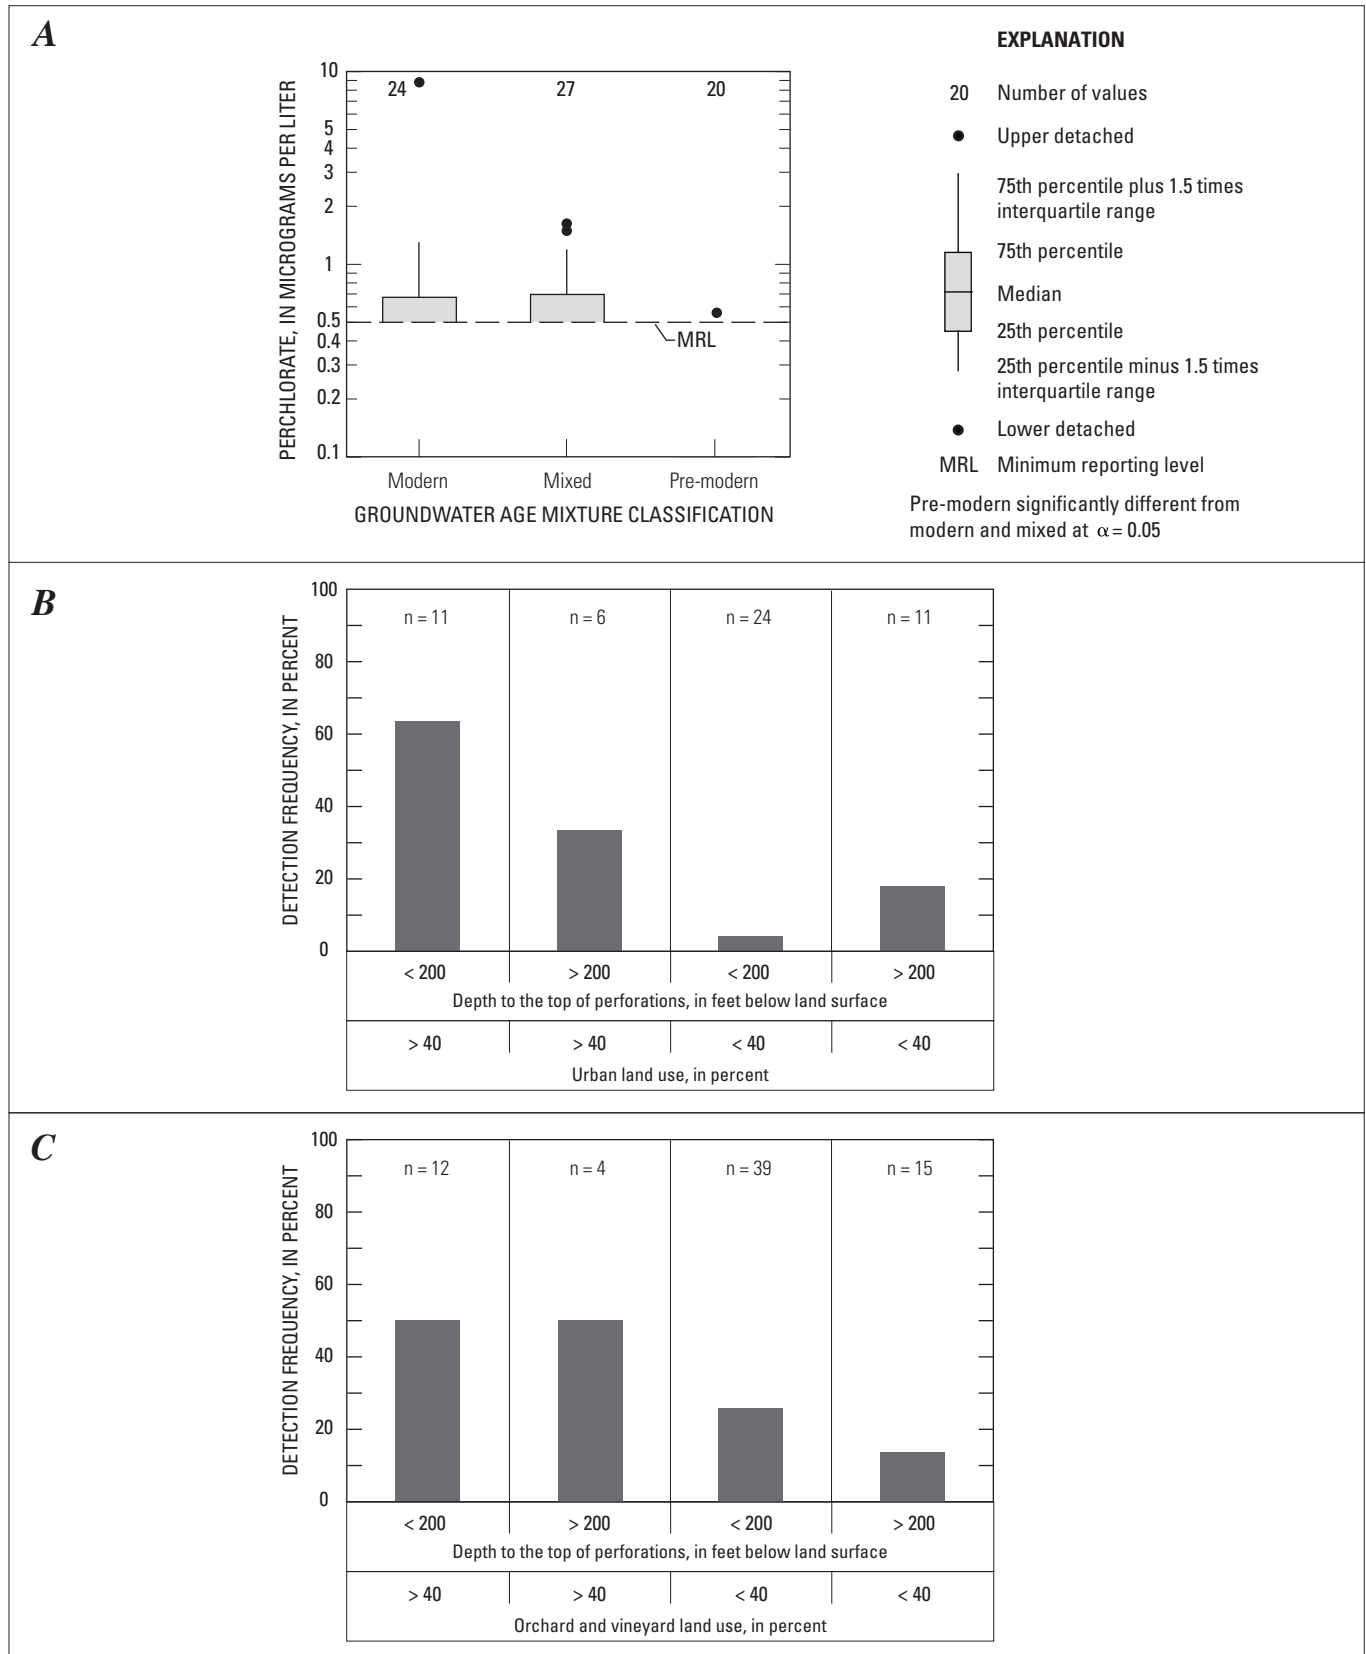 A
EXPLANATION
20 Number of values
Upper detached
75th percentile plus 1.5 times
interquartile range
75th percentile
Median
25th percentile
25th percentile minus 1.5 times
interquartile range
Lower detached
MRL Minimum reporting level
Pre-modern significantly different from
modern and mixed at α = 0.05
PERCHLORATE, IN MICROGRAMS PER LITER
10
5
4
3
2
1
0.5
0.4
0.3
0.2
0.1
24 27 20
MRL
Modern Mixed Pre-modern
GROUNDWATER AGE MIXTURE CLASSIFICATION
B
DETECTION FREQUENCY, IN PERCENT
100
80
60
40
20
0
n = 11 n = 6 n = 24 n = 11
< 200 > 200 < 200 > 200
Depth to the top of perforations, in feet below land surface
> 40 > 40 < 40 < 40
Urban land use, in percent
C
DETECTION FREQUENCY, IN PERCENT
100
80
60
40
20
0
n = 12 n = 4 n = 39 n = 15
< 200 > 200 < 200 > 200
Depth to the top of perforations, in feet below land surface
> 40 > 40 < 40 < 40
Orchard and vineyard land use, in percent